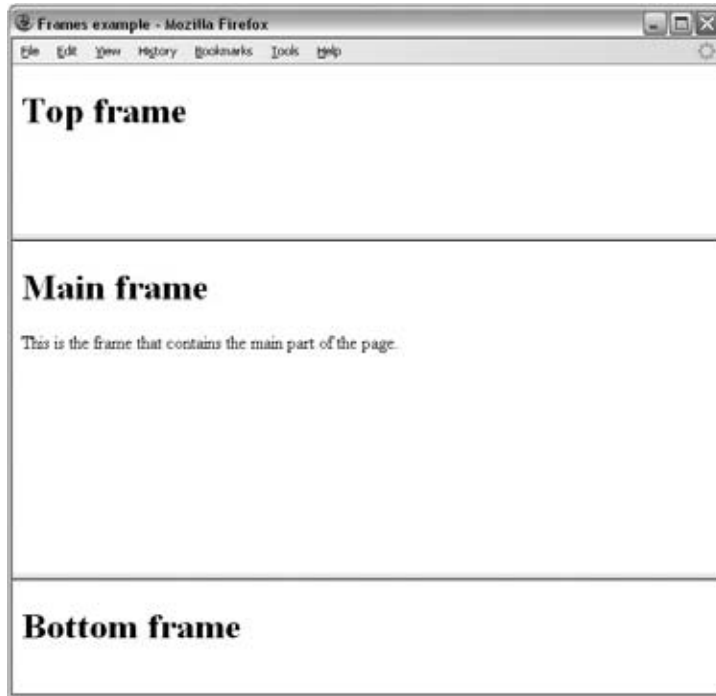 Frames example - Mozilla Firefox
File Edit View History Bookmarks Tools Help
Top frame
Main frame
This is the frame that contains the main part of the page.
Bottom frame